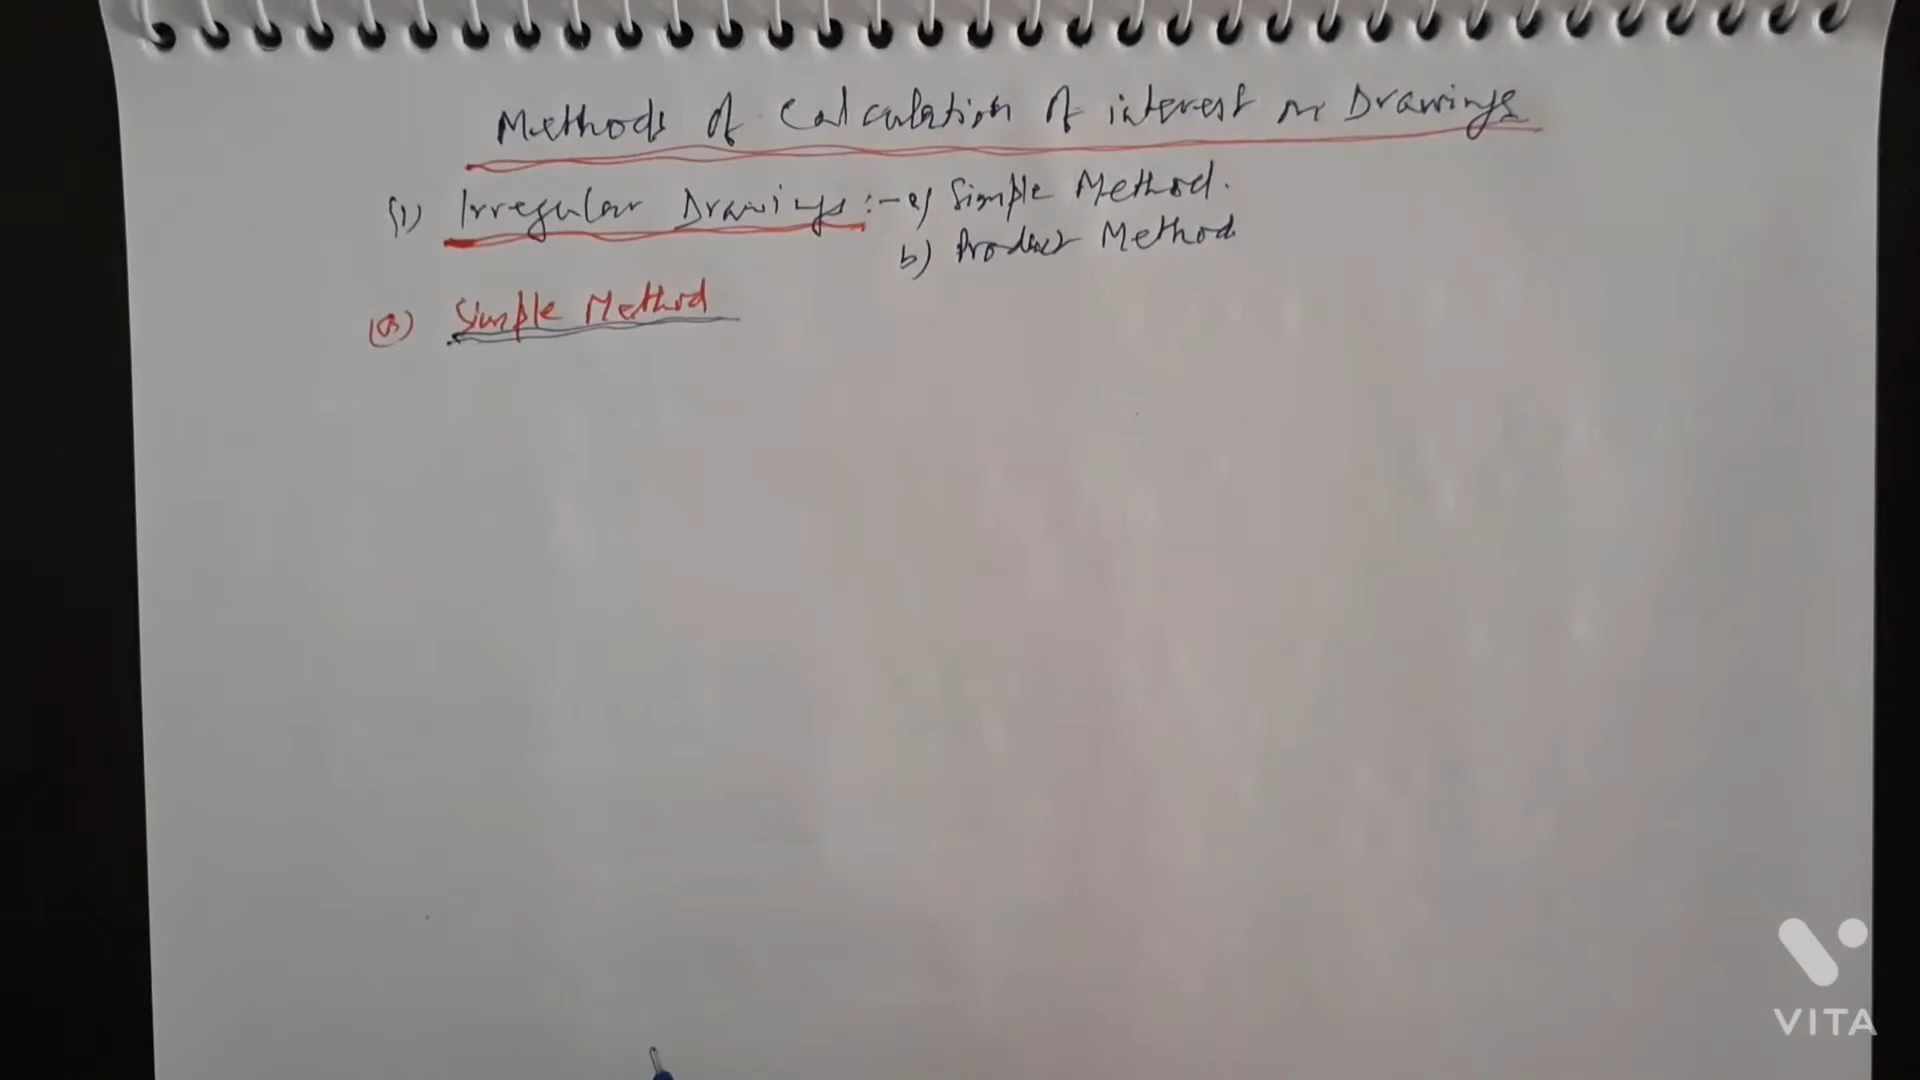 Methods of Calculation of interest on Drawings
(1) Irregular Drawings :- a) Simple Method.
b) Product Method
(a) Simple Method
VITA